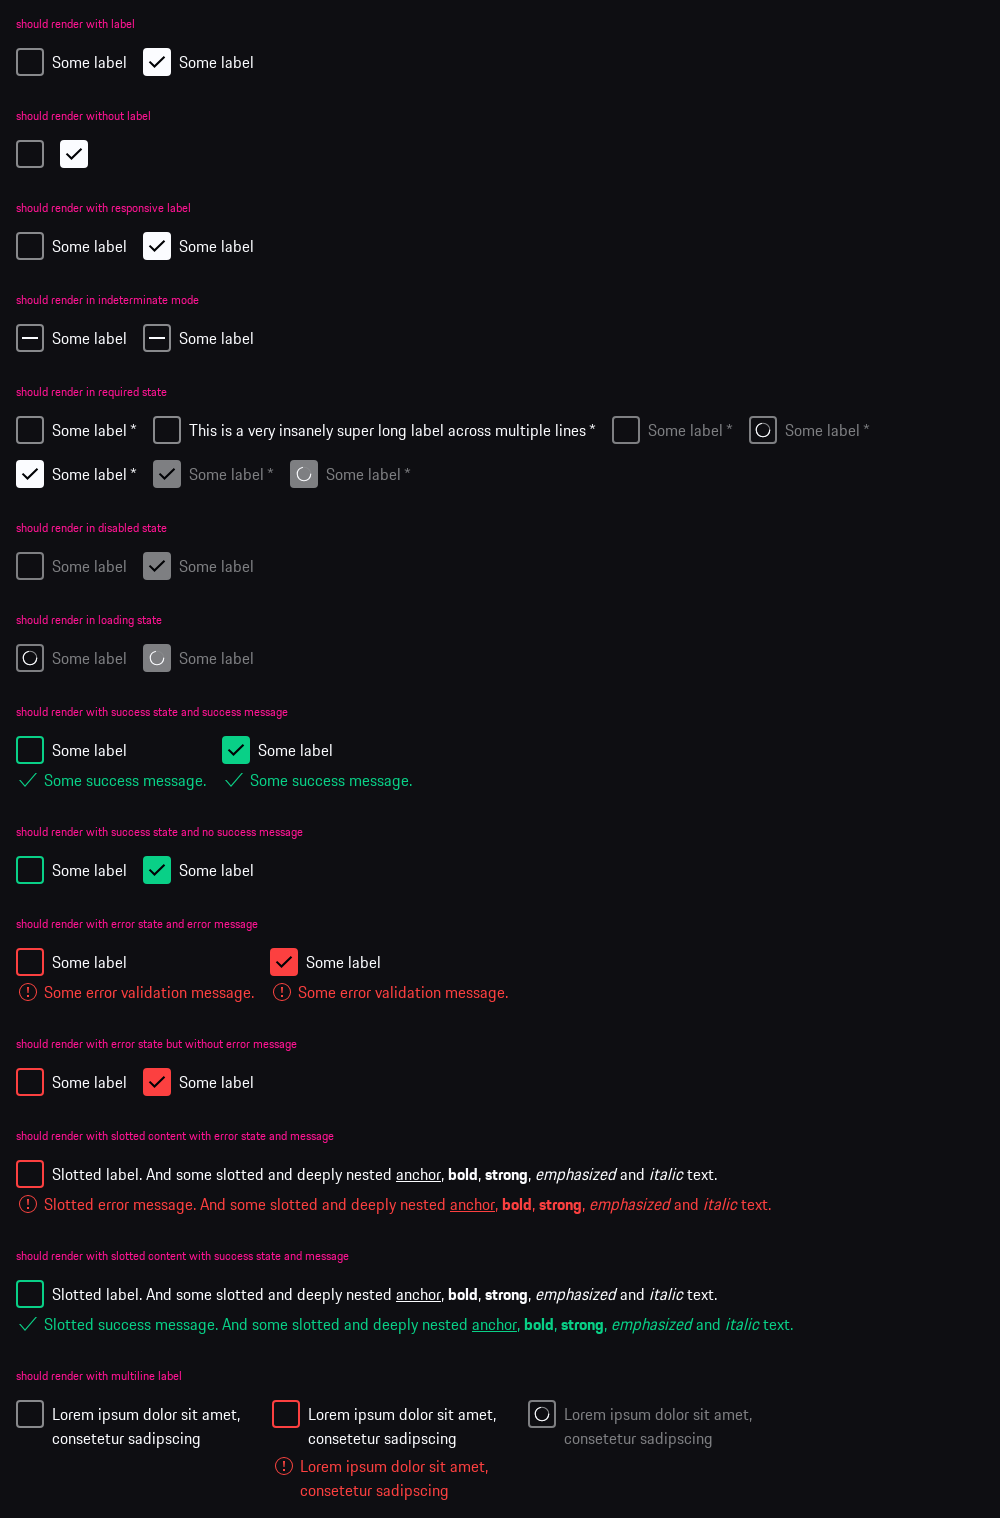 should render with label
Some label Some label
should render without label
should render with responsive label
Some label Some label
should render in indeterminate mode
Some label Some label
should render in required state
Some label * This is a very insanely super long label across multiple lines * Some label * Some label *
Some label * Some label * Some label *
should render in disabled state
Some label Some label
should render in loading state
Some label Some label
should render with success state and success message
Some label Some label
Some success message. Some success message.
should render with success state and no success message
Some label Some label
should render with error state and error message
Some label Some label
Some error validation message. Some error validation message.
should render with error state but without error message
Some label Some label
should render with slotted content with error state and message
Slotted label. And some slotted and deeply nested anchor, bold, strong, emphasized and italic text.
Slotted error message. And some slotted and deeply nested anchor, bold, strong, emphasized and italic text.
should render with slotted content with success state and message
Slotted label. And some slotted and deeply nested anchor, bold, strong, emphasized and italic text.
Slotted success message. And some slotted and deeply nested anchor, bold, strong, emphasized and italic text.
should render with multiline label
Lorem ipsum dolor sit amet, Lorem ipsum dolor sit amet, Lorem ipsum dolor sit amet,
consetetur sadipscing consetetur sadipscing consetetur sadipscing
Lorem ipsum dolor sit amet,
consetetur sadipscing